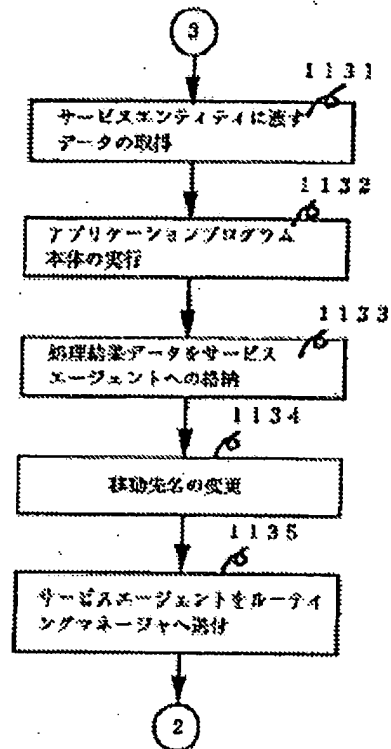 3
1131
サービスエンティティに渡す
データの取得
1132
アプリケーションプログラム
本体の実行
1133
処理結果データをサービス
エージェントへの格納
1134
移動先名の変更
1135
サービスエージェントをルーティ
ングマネージャへ送付
2